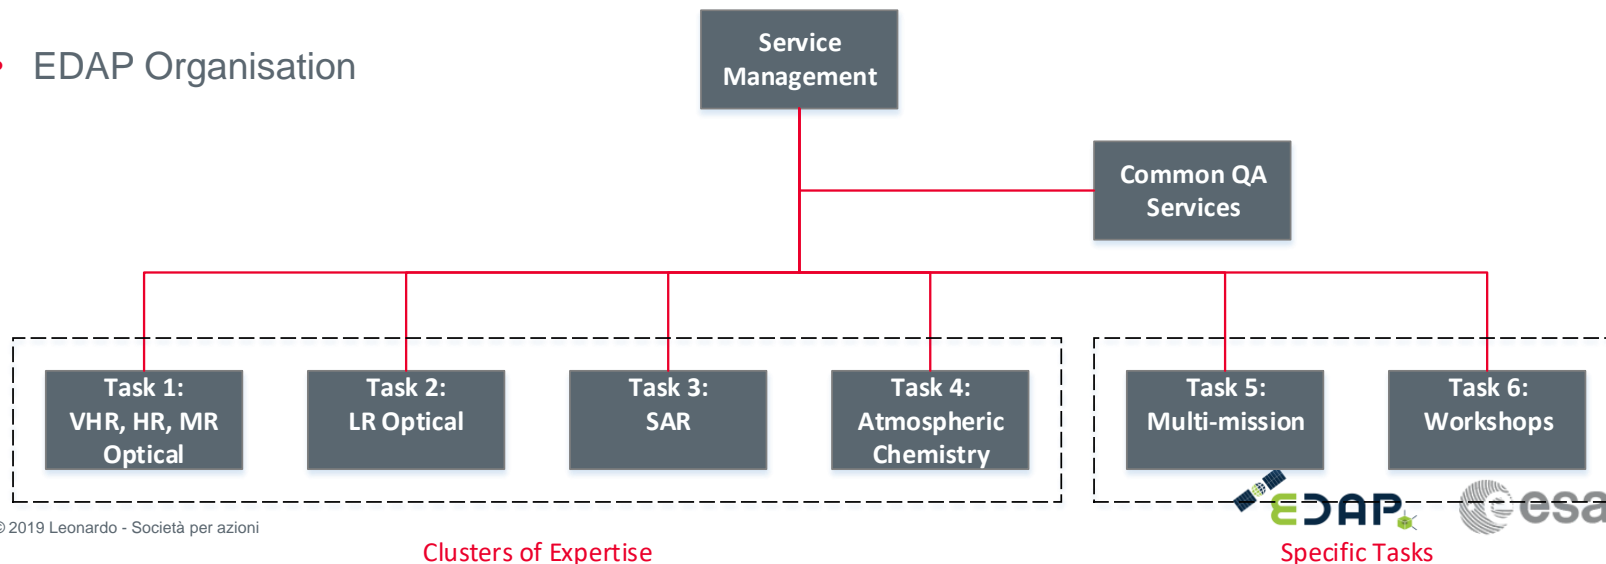 EDAP Organisation
Service
Management
Common QA
Services
Task 1:
VHR, HR, MR
Optical
Task 2:
LR Optical
Task 3:
SAR
Task 4:
Atmospheric
Chemistry
Task 5:
Multi-mission
Task 6:
Workshops
EDAP
esa
© 2019 Leonardo - Società per azioni
Clusters of Expertise
Specific Tasks